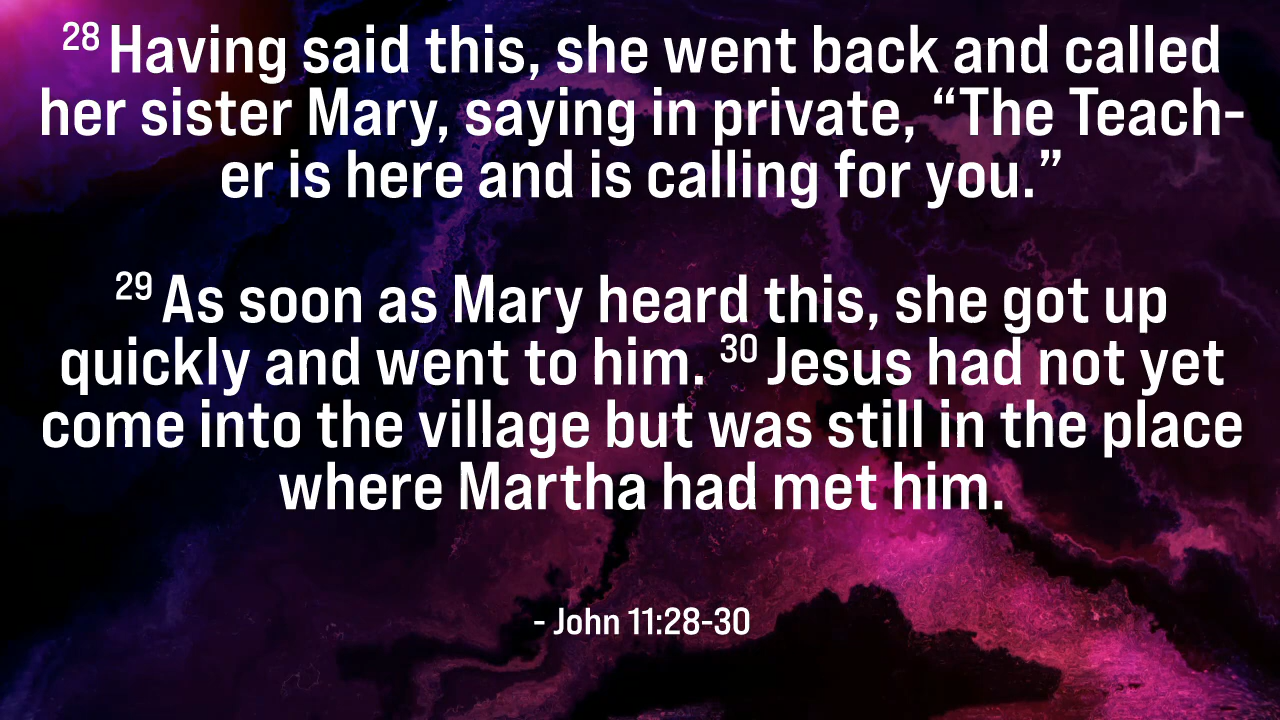 28 Having said this, she went back and called
her sister Mary, saying in private, “The Teach-
er is here and is calling for you.”
29 As soon as Mary heard this, she got up
quickly and went to him. 30 Jesus had not yet
come into the village but was still in the place
where Martha had met him.
- John 11:28-30